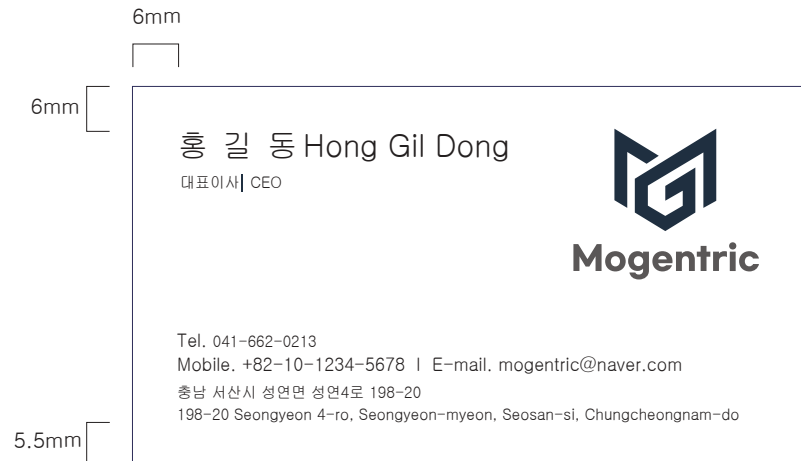 6mm
6mm
홍 길 동 Hong Gil Dong
대표이사| CEO
MG
Mogentric
Tel. 041-662-0213
Mobile. +82-10-1234-5678 | E-mail. mogentric@naver.com
충남 서산시 성연면 성연4로 198-20
198-20 Seongyeon 4-ro, Seongyeon-myeon, Seosan-si, Chungcheongnam-do
5.5mm